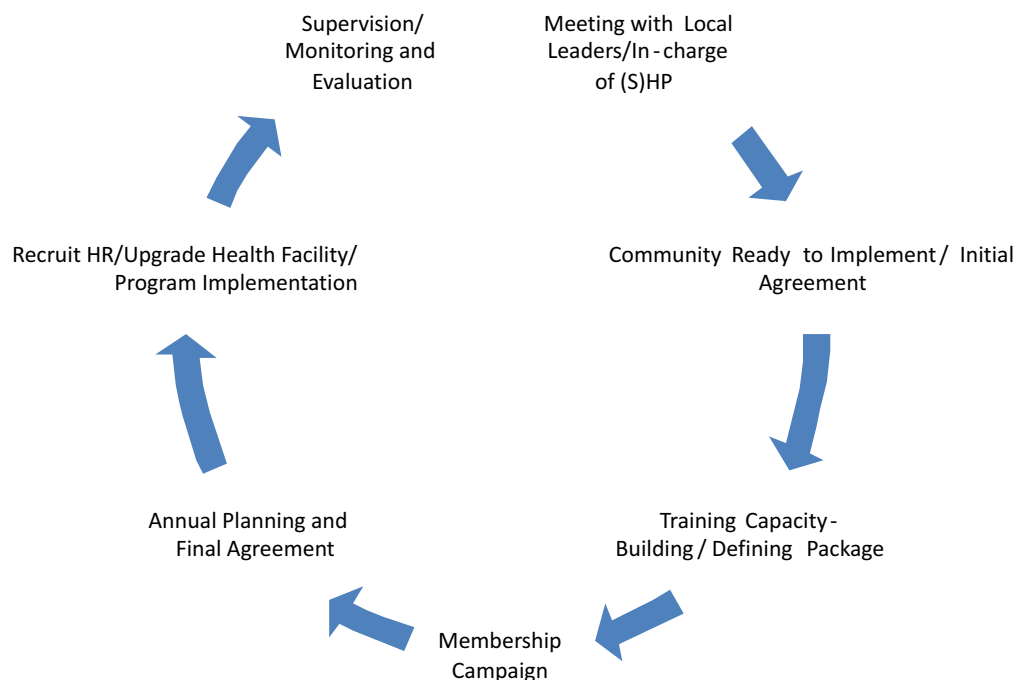 Supervision/
Monitoring and
Evaluation
Meeting with Local
Leaders/In-charge
of (S)HP
Recruit HR/Upgrade Health Facility/
Program Implementation
Community Ready to Implement/ Initial
Agreement
Annual Planning and
Final Agreement
Training Capacity-
Building/Defining Package
Membership
Campaign